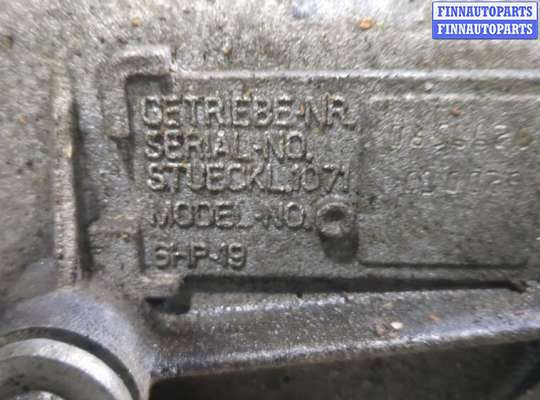 FINNAUTOPARTS
FINNAUTOPARTS
GETRIEBE-NR.
SERIAL-NO.
STUECKL.1071
MODEL-NO.
6HP-19